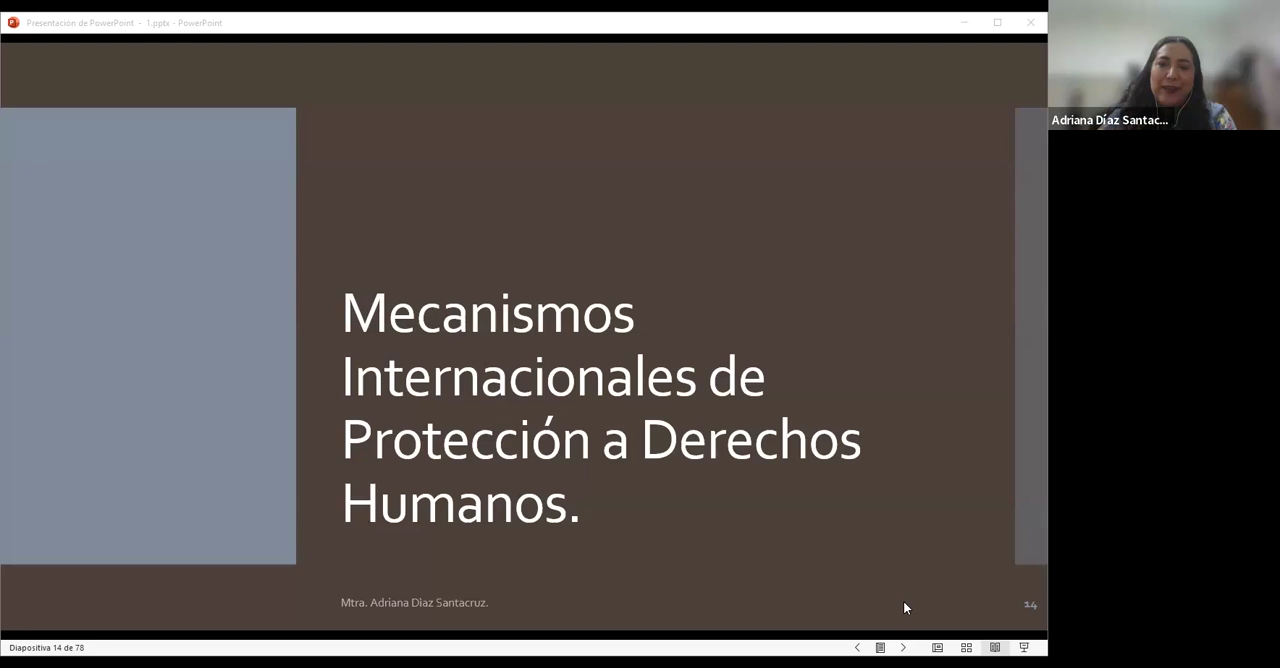 Presentación de PowerPoint - 1.pptx - PowerPoint
Adriana Díaz Santac...
Mecanismos
Internacionales de
Protección a Derechos
Humanos.
Mtra. Adriana Díaz Santacruz.
14
Diapositiva 14 de 78